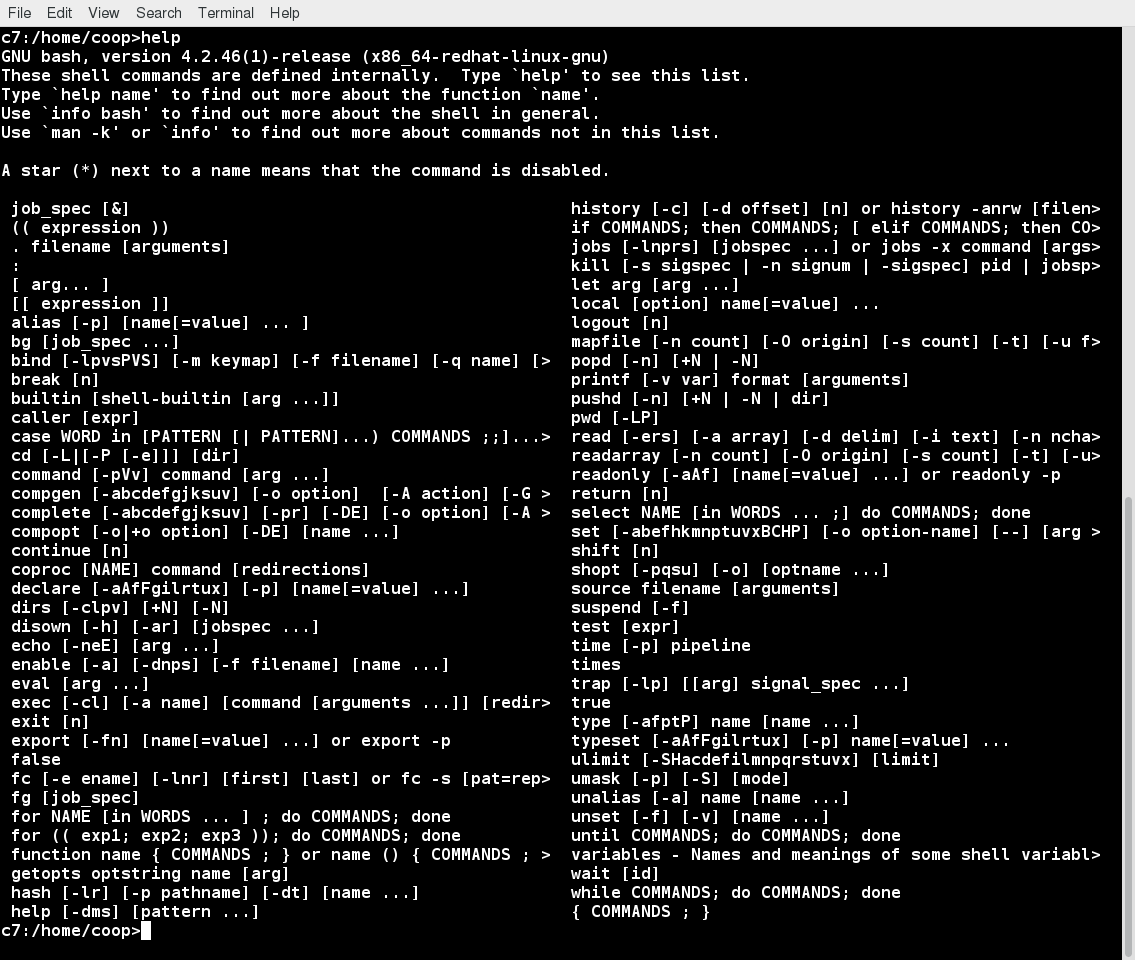 File Edit View Search Terminal Help
c7:/home/coop>help
GNU bash, version 4.2.46(1)-release (x86_64-redhat-linux-gnu)
These shell commands are defined internally.  Type `help' to see this list.
Type `help name' to find out more about the function `name'.
Use `info bash' to find out more about the shell in general.
Use `man -k' or `info' to find out more about commands not in this list.

A star (*) next to a name means that the command is disabled.

 job_spec [&]                                            history [-c] [-d offset] [n] or history -anrw [filen>
 (( expression ))                                        if COMMANDS; then COMMANDS; [ elif COMMANDS; then CO>
 . filename [arguments]                                  jobs [-lnprs] [jobspec ...] or jobs -x command [args>
 :                                                       kill [-s sigspec | -n signum | -sigspec] pid | jobsp>
 [ arg... ]                                              let arg [arg ...]
 [[ expression ]]                                        local [option] name[=value] ...
 alias [-p] [name[=value] ... ]                          logout [n]
 bg [job_spec ...]                                       mapfile [-n count] [-O origin] [-s count] [-t] [-u f>
 bind [-lpvsPVS] [-m keymap] [-f filename] [-q name] [>  popd [-n] [+N | -N]
 break [n]                                               printf [-v var] format [arguments]
 builtin [shell-builtin [arg ...]]                       pushd [-n] [+N | -N | dir]
 caller [expr]                                           pwd [-LP]
 case WORD in [PATTERN [| PATTERN]...) COMMANDS ;;]...>  read [-ers] [-a array] [-d delim] [-i text] [-n ncha>
 cd [-L|[-P [-e]]] [dir]                                 readarray [-n count] [-O origin] [-s count] [-t] [-u>
 command [-pVv] command [arg ...]                        readonly [-aAf] [name[=value] ...] or readonly -p
 compgen [-abcdefgjksuv] [-o option]  [-A action] [-G >  return [n]
 complete [-abcdefgjksuv] [-pr] [-DE] [-o option] [-A >  select NAME [in WORDS ... ;] do COMMANDS; done
 compopt [-o|+o option] [-DE] [name ...]                 set [-abefhkmnptuvxBCHP] [-o option-name] [--] [arg >
 continue [n]                                            shift [n]
 coproc [NAME] command [redirections]                    shopt [-pqsu] [-o] [optname ...]
 declare [-aAfFgilrtux] [-p] [name[=value] ...]          source filename [arguments]
 dirs [-clpv] [+N] [-N]                                  suspend [-f]
 disown [-h] [-ar] [jobspec ...]                         test [expr]
 echo [-neE] [arg ...]                                   time [-p] pipeline
 enable [-a] [-dnps] [-f filename] [name ...]            times
 eval [arg ...]                                          trap [-lp] [[arg] signal_spec ...]
 exec [-cl] [-a name] [command [arguments ...]] [redir>  true
 exit [n]                                                type [-afptP] name [name ...]
 export [-fn] [name[=value] ...] or export -p            typeset [-aAfFgilrtux] [-p] name[=value] ...
 false                                                   ulimit [-SHacdefilmnpqrstuvx] [limit]
 fc [-e ename] [-lnr] [first] [last] or fc -s [pat=rep>  umask [-p] [-S] [mode]
 fg [job_spec]                                           unalias [-a] name [name ...]
 for NAME [in WORDS ... ] ; do COMMANDS; done            unset [-f] [-v] [name ...]
 for (( exp1; exp2; exp3 )); do COMMANDS; done           until COMMANDS; do COMMANDS; done
 function name { COMMANDS ; } or name () { COMMANDS ; >  variables - Names and meanings of some shell variabl>
 getopts optstring name [arg]                            wait [id]
 hash [-lr] [-p pathname] [-dt] [name ...]               while COMMANDS; do COMMANDS; done
 help [-dms] [pattern ...]                               { COMMANDS ; }
c7:/home/coop>